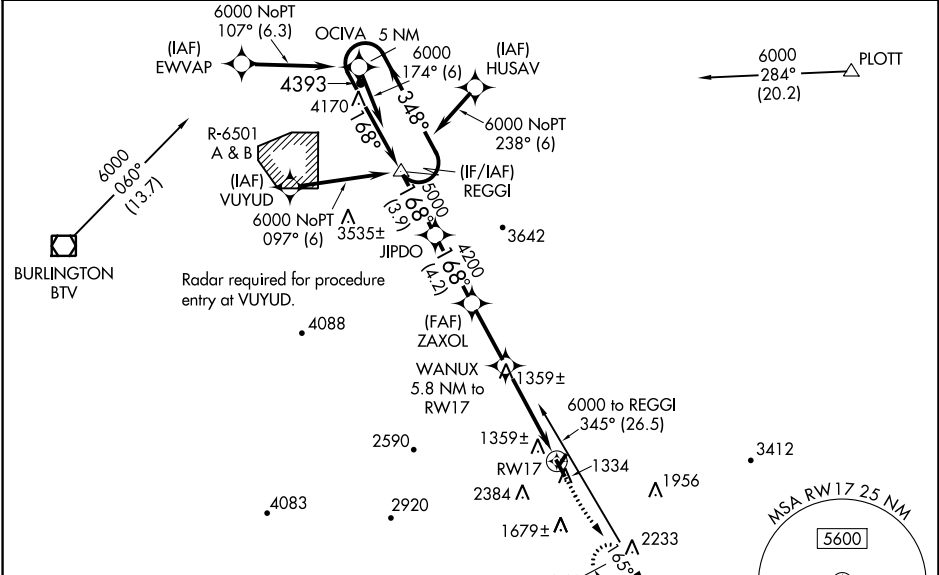 6000 NoPT
107° (6.3)
OCIVA 5 NM
(IAF)
EWVAP
6000
174° (6)
(IAF)
HUSAV
6000
284°
(20.2)
PLOTT
4393
4170
168°
348°
6000 NoPT
238° (6)
R-6501
A & B
6000
060°
(13.7)
(IAF)
VUYUD
(IF/IAF)
REGGI
6000 NoPT
097° (6)
5000
168°
(3.9)
3535±
3642
JIPDO
BURLINGTON
BTV
4200
168°
(4.2)
Radar required for procedure
entry at VUYUD.
(FAF)
ZAXOL
4088
WANUX
5.8 NM to
RW17
1359±
6000 to REGGI
345° (26.5)
1359±
2590
RW17
1334
3412
2384
1956
4083
2920
1679±
2233
165°
MSA RW17 25 NM
5600